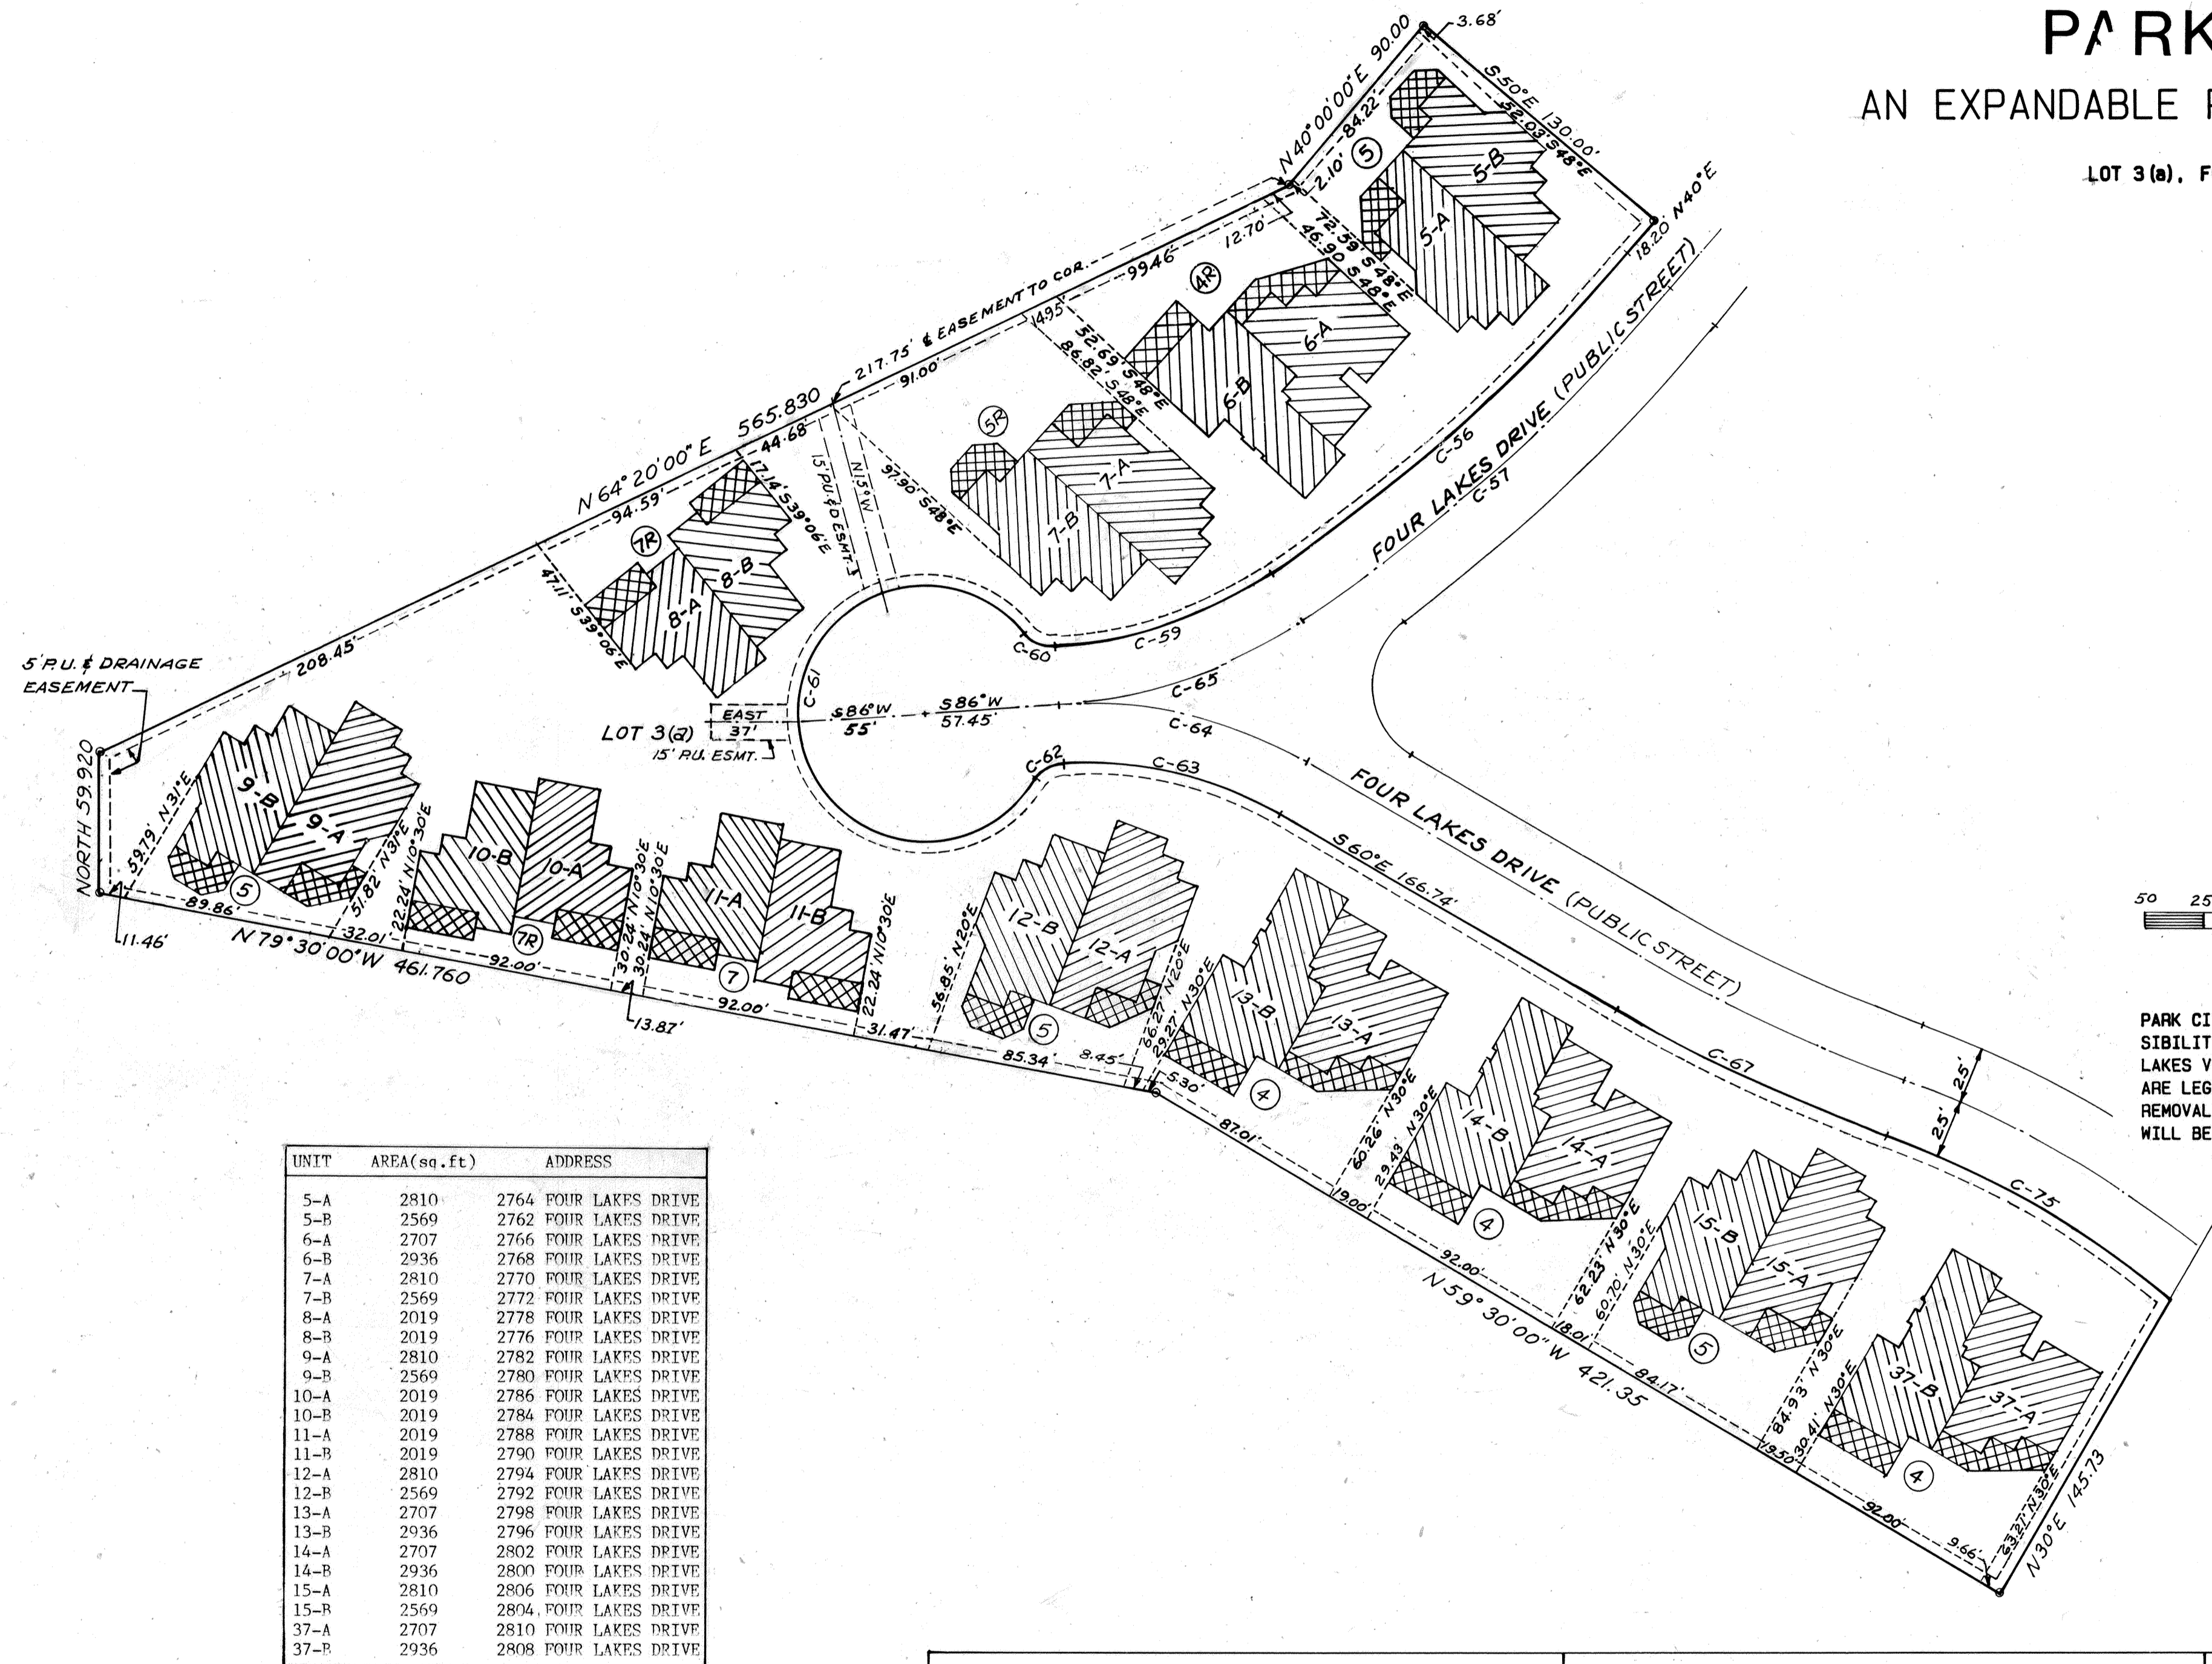 PARK
AN EXPANDABLE
LOT 3(a),
3.68'
N 40°00'00" E 90.00
S 50°E 130.00'
52.03' S48°E
84.22'
2.10'
5
5-B
5-A
18.20' N40°E
72.59' S48°E
46.90 S48°E
12.70'
99.46'
4R
6-A
6-B
217.75' ℄ EASEMENT TO COR.
14.95'
52.69' S48°E
86.82' S48°E
91.00'
5R
7-A
7-B
97.90' S48°E
FOUR LAKES DRIVE (PUBLIC STREET)
C-56
C-57
N 64°20'00" E 565.830
44.68'
94.59'
17.14' S39°06'E
15' P.U. & D ESMT.
N15°W
7R
8-B
8-A
47.11' S39°06'E
208.45'
5' P.U. & DRAINAGE
EASEMENT
C-59
C-60
C-61
C-65
C-64
S86°W
55'
S86°W
57.45'
EAST
37'
LOT 3(a)
15' P.U. ESMT.
C-62
C-63
NORTH 59.920
59.79' N31°E
9-B
9-A
5
51.82' N31°E
22.24' N10°30'E
89.86'
11.46'
32.01'
N 79°30'00" W 461.760
10-B
10-A
7R
92.00'
30.24' N10°30'E
30.24' N10°30'E
13.87'
11-A
11-B
7
92.00'
22.24' N10°30'E
31.47'
56.85' N20°E
12-B
12-A
5
85.34'
8.45'
66.27' N20°E
29.27' N30°E
5.30'
13-B
13-A
4
87.01'
60.26' N30°E
29.43' N30°E
19.00'
14-B
14-A
4
92.00'
62.23' N30°E
60.70' N30°E
18.01'
N 59°30'00" W 421.35
15-B
15-A
5
84.17'
84.93' N30°E
30.41' N30°E
19.50'
37-B
37-A
4
92.00'
9.66'
63.27' N30°E
N 30°E 145.73
S60°E 166.74'
FOUR LAKES DRIVE (PUBLIC STREET)
C-67
25'
25'
C-75
50 25
PARK CI
SIBILIT
LAKES V
ARE LEG
REMOVAL
WILL BE
UNIT AREA(sq.ft) ADDRESS
5-A 2810 2764 FOUR LAKES DRIVE
5-B 2569 2762 FOUR LAKES DRIVE
6-A 2707 2766 FOUR LAKES DRIVE
6-B 2936 2768 FOUR LAKES DRIVE
7-A 2810 2770 FOUR LAKES DRIVE
7-B 2569 2772 FOUR LAKES DRIVE
8-A 2019 2778 FOUR LAKES DRIVE
8-B 2019 2776 FOUR LAKES DRIVE
9-A 2810 2782 FOUR LAKES DRIVE
9-B 2569 2780 FOUR LAKES DRIVE
10-A 2019 2786 FOUR LAKES DRIVE
10-B 2019 2784 FOUR LAKES DRIVE
11-A 2019 2788 FOUR LAKES DRIVE
11-B 2019 2790 FOUR LAKES DRIVE
12-A 2810 2794 FOUR LAKES DRIVE
12-B 2569 2792 FOUR LAKES DRIVE
13-A 2707 2798 FOUR LAKES DRIVE
13-B 2936 2796 FOUR LAKES DRIVE
14-A 2707 2802 FOUR LAKES DRIVE
14-B 2936 2800 FOUR LAKES DRIVE
15-A 2810 2806 FOUR LAKES DRIVE
15-B 2569 2804 FOUR LAKES DRIVE
37-A 2707 2810 FOUR LAKES DRIVE
37-B 2936 2808 FOUR LAKES DRIVE